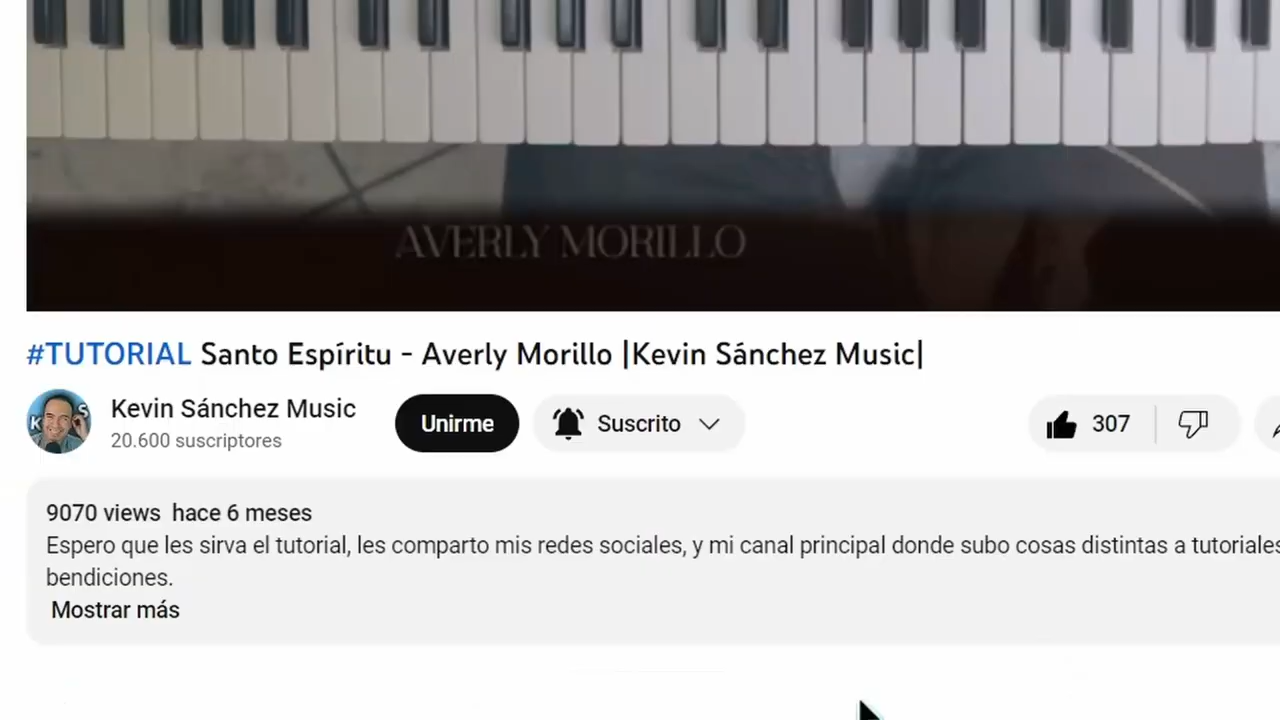 AVERLY MORILLO
#TUTORIAL Santo Espíritu - Averly Morillo |Kevin Sánchez Music|
Kevin Sánchez Music
20.600 suscriptores
Unirme
Suscrito
307
9070 views hace 6 meses
Espero que les sirva el tutorial, les comparto mis redes sociales, y mi canal principal donde subo cosas distintas a tutoriales
bendiciones.
Mostrar más